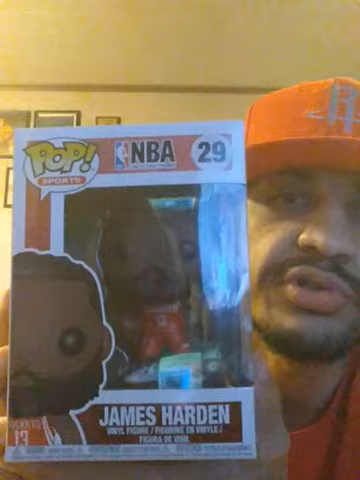 POP!
SPORTS
NBA
29
ROCKETS
13
JAMES HARDEN
VINYL FIGURE / FIGURINE EN VINYLE /
FIGURA DE VINIL